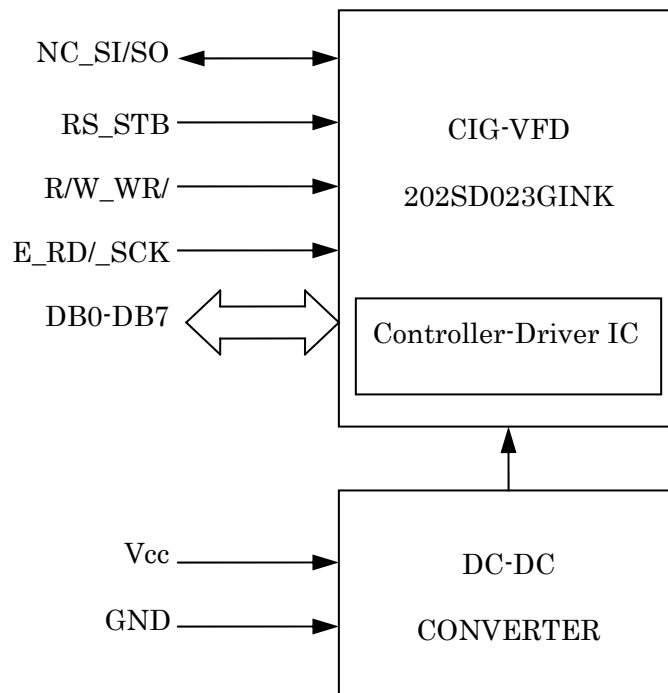 NC_SI/SO
RS_STB
R/W_WR/
E_RD/_SCK
DB0-DB7
CIG-VFD
202SD023GINK
Controller-Driver IC
Vcc
GND
DC-DC
CONVERTER